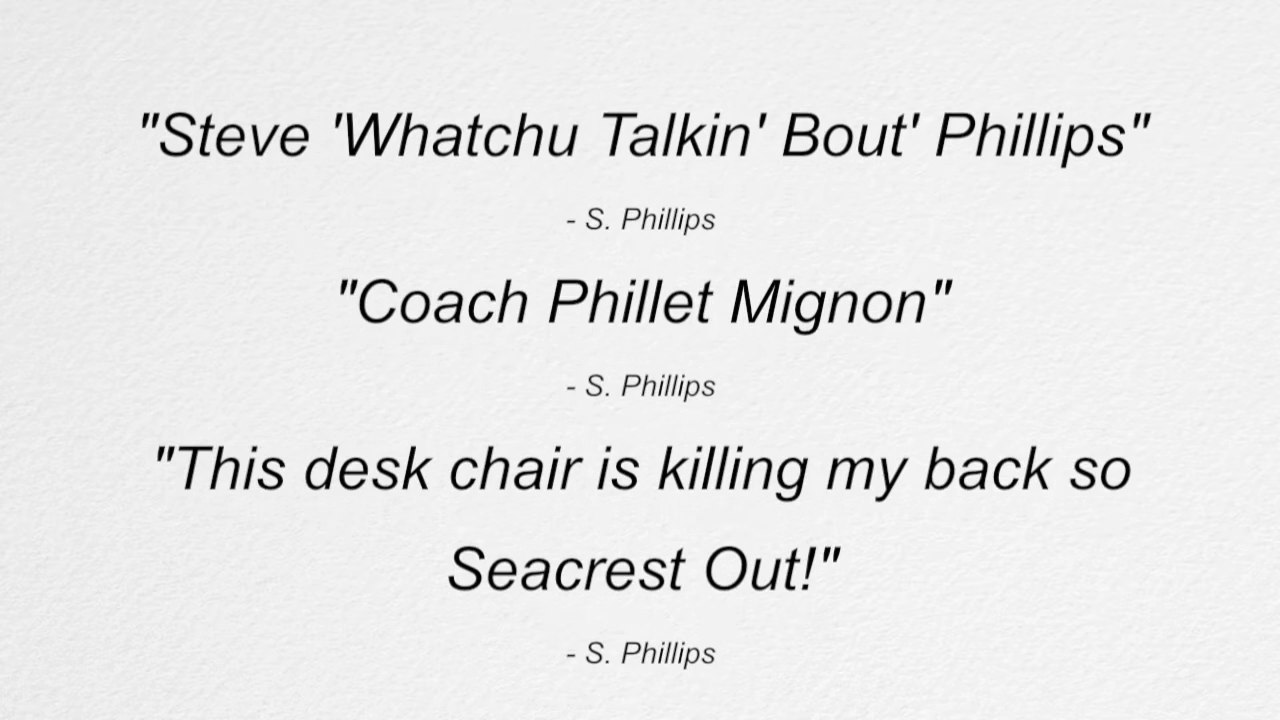 "Steve 'Whatchu Talkin' Bout' Phillips"
- S. Phillips
"Coach Phillet Mignon"
- S. Phillips
"This desk chair is killing my back so
Seacrest Out!"
- S. Phillips